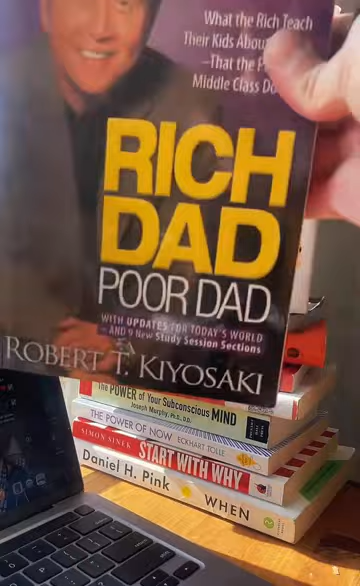 What the Rich Teach
Their Kids About
–That the
Middle Class Do
RICH
DAD
POOR DAD
WITH UPDATES FOR TODAY'S WORLD
AND 9 New Study Session Sections
ROBERT T. KIYOSAKI
The POWER of Your Subconscious MIND
Joseph Murphy, PH.D., D.D.
THE POWER OF NOW ECKHART TOLLE
SIMON SINEK START WITH WHY
Daniel H. Pink WHEN